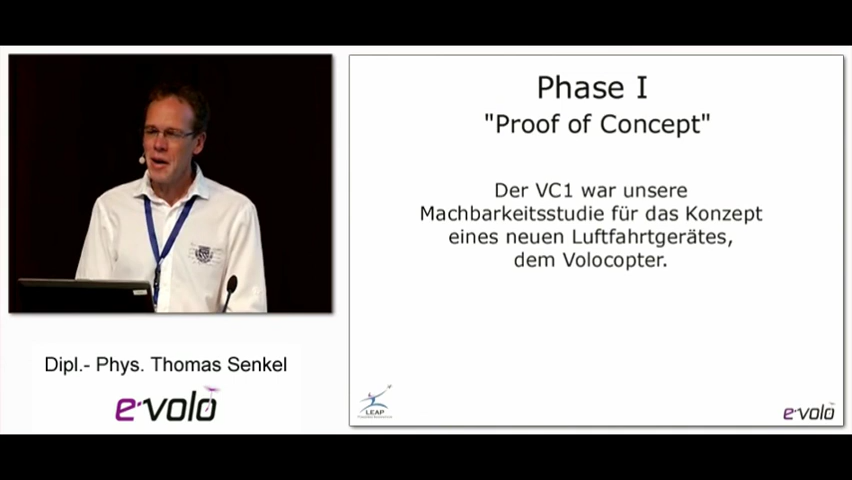 Phase I
"Proof of Concept"
Der VC1 war unsere
Machbarkeitsstudie für das Konzept
eines neuen Luftfahrtgerätes,
dem Volocopter.
Dipl.- Phys. Thomas Senkel
e-volo
LEAP
e-volo